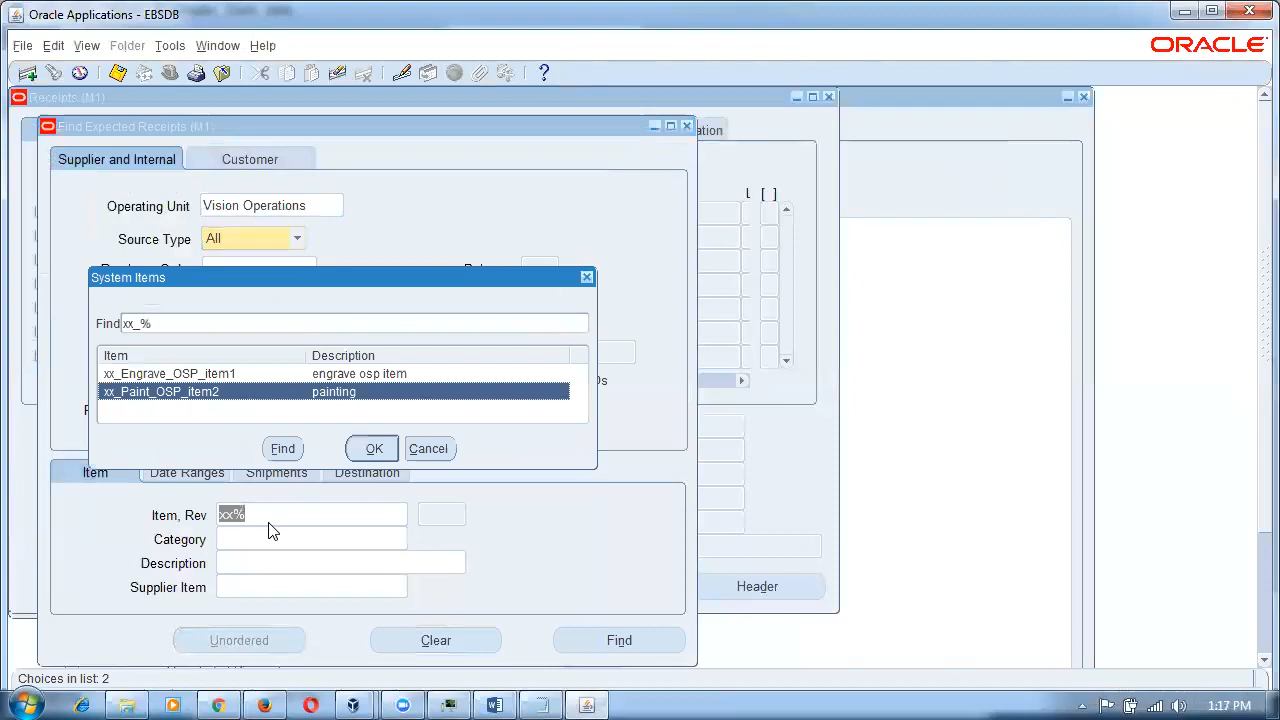 Oracle Applications - EBSDB
File Edit View Folder Tools Window Help
ORACLE
Receipts (M1)
Find Expected Receipts (M1)
ation
Supplier and Internal
Customer
Operating Unit Vision Operations
Source Type All
[ ]
System Items
Find xx_%
Item Description
xx_Engrave_OSP_item1 engrave osp item
xx_Paint_OSP_item2 painting
Find OK Cancel
Item Date Ranges Shipments Destination
Item, Rev xx%
Category
Description
Supplier Item
Header
Unordered Clear Find
Choices in list: 2
1:17 PM